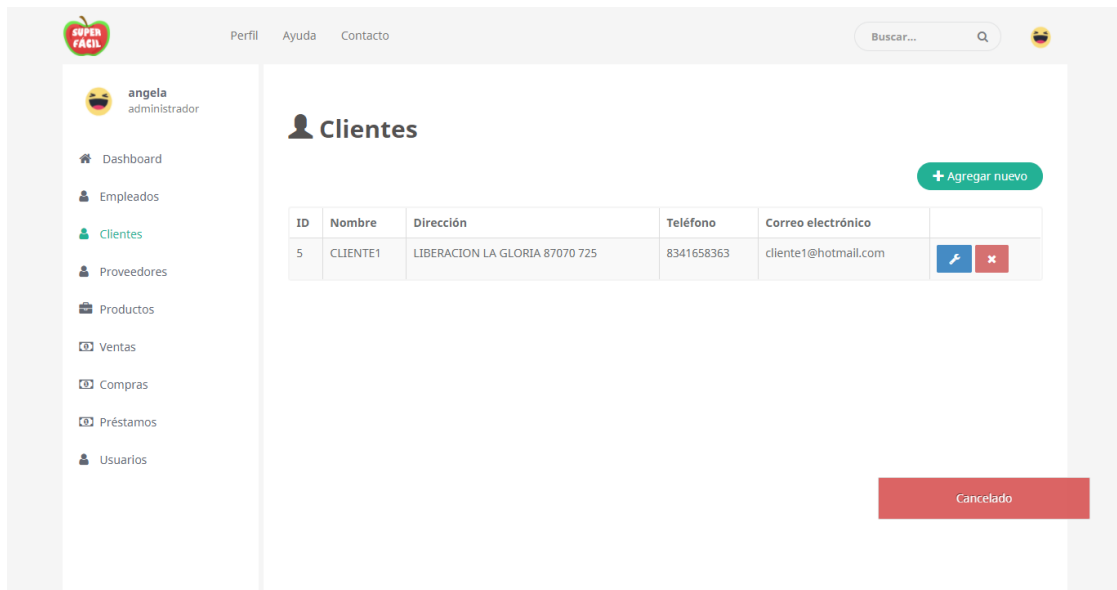 SUPER
FÁCIL
Perfil Ayuda Contacto Buscar...
angela
administrador
Dashboard
Empleados
Clientes
Proveedores
Productos
Ventas
Compras
Préstamos
Usuarios
Clientes
Agregar nuevo
ID Nombre Dirección Teléfono Correo electrónico
5 CLIENTE1 LIBERACION LA GLORIA 87070 725 8341658363 cliente1@hotmail.com
Cancelado